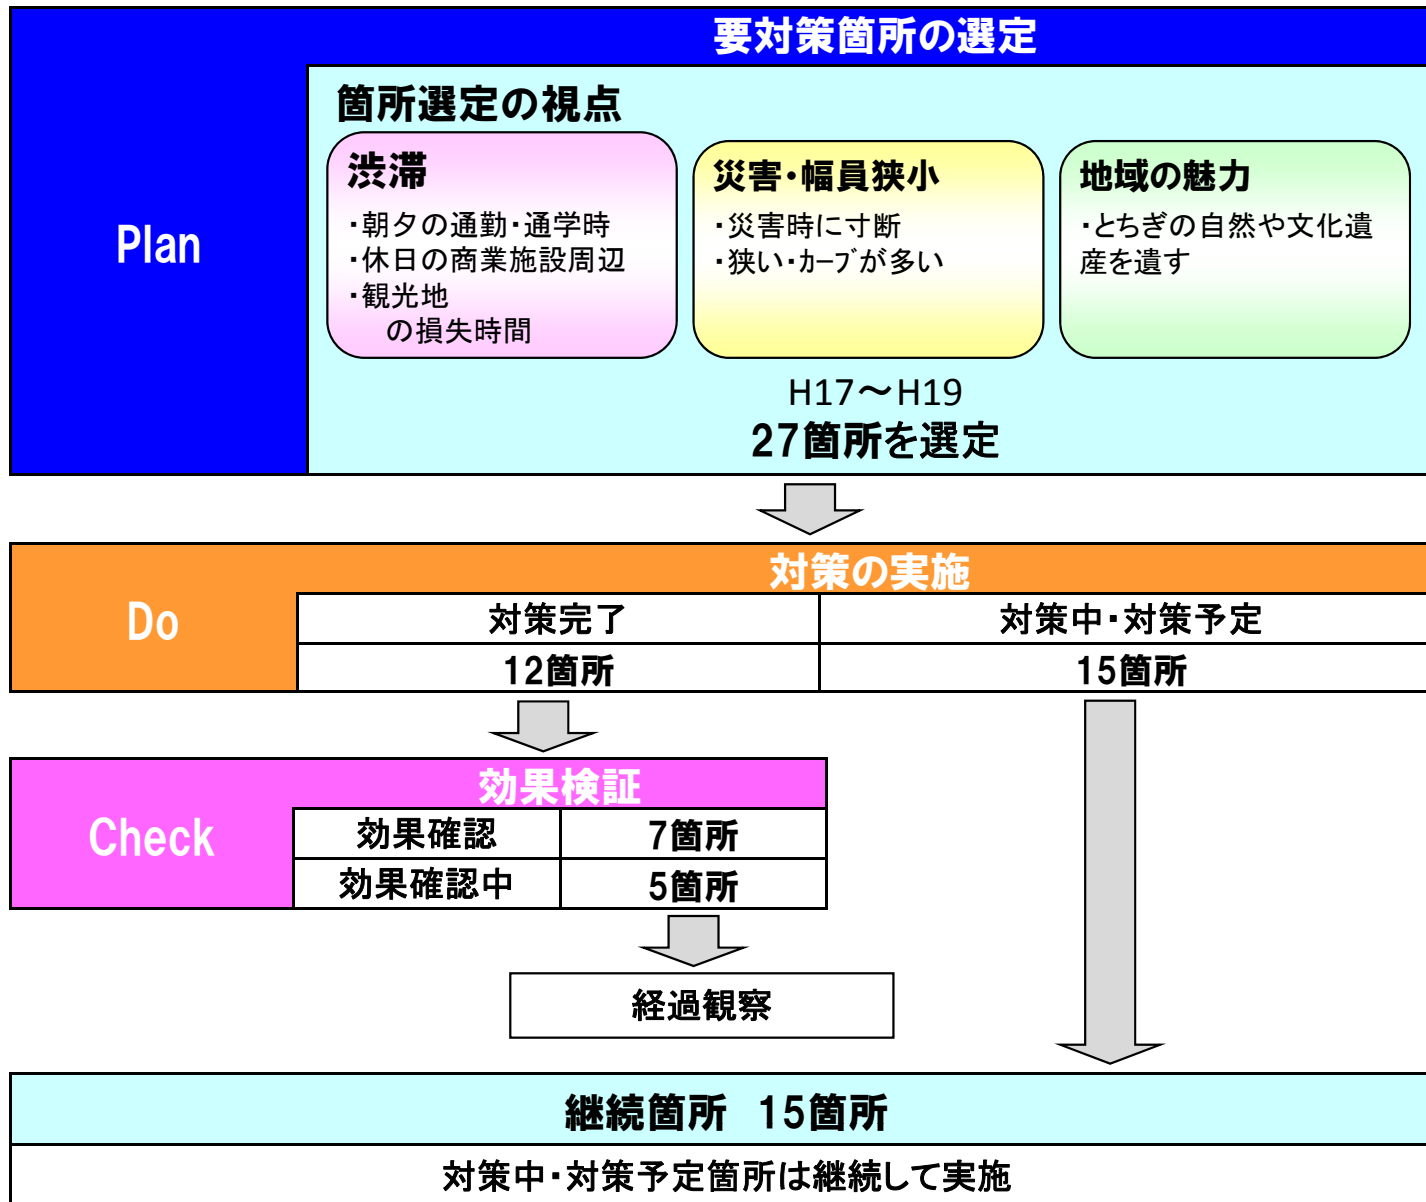 要対策箇所の選定
Plan
箇所選定の視点
渋滞
・朝夕の通勤・通学時
・休日の商業施設周辺
・観光地
の損失時間
災害・幅員狭小
・災害時に寸断
・狭い・ｶｰﾌﾞが多い
地域の魅力
・とちぎの自然や文化遺
産を遺す
H17～H19
27箇所を選定
対策の実施
Do
対策完了
対策中・対策予定
12箇所
15箇所
効果検証
Check
効果確認
7箇所
効果確認中
5箇所
経過観察
継続箇所　15箇所
対策中・対策予定箇所は継続して実施